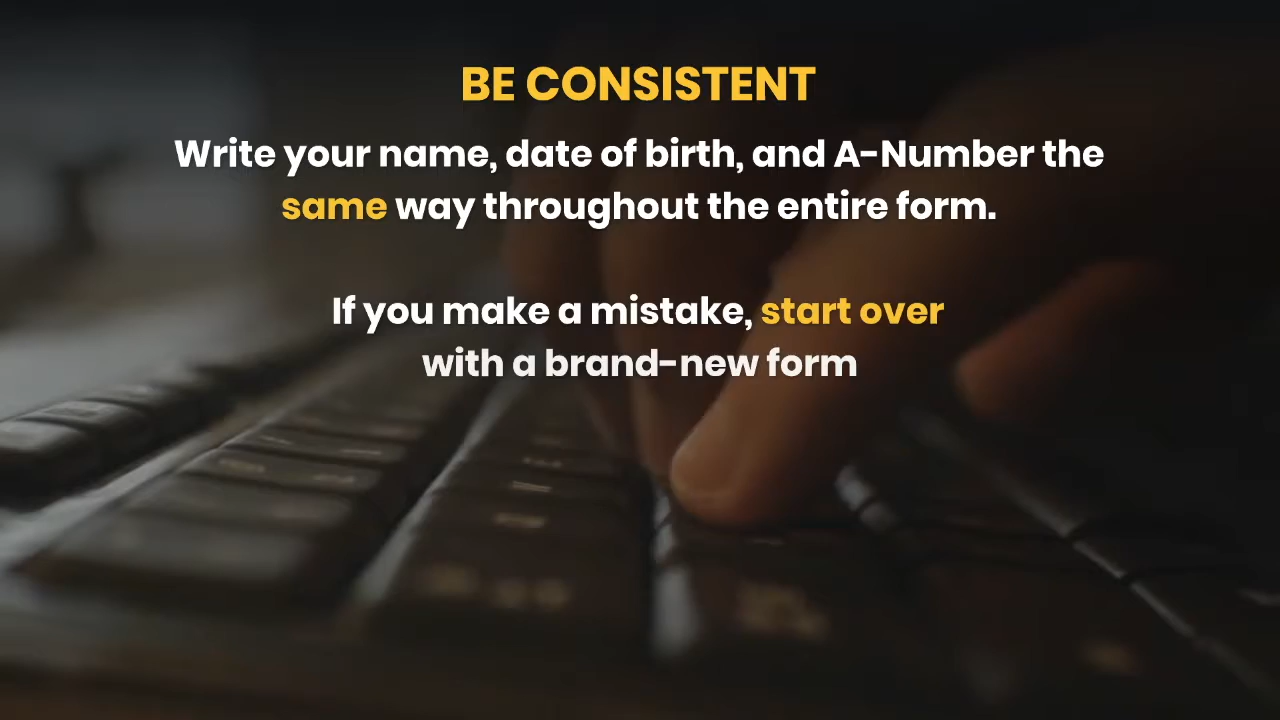 BE CONSISTENT
Write your name, date of birth, and A-Number the
same way throughout the entire form.
If you make a mistake, start over
with a brand-new form